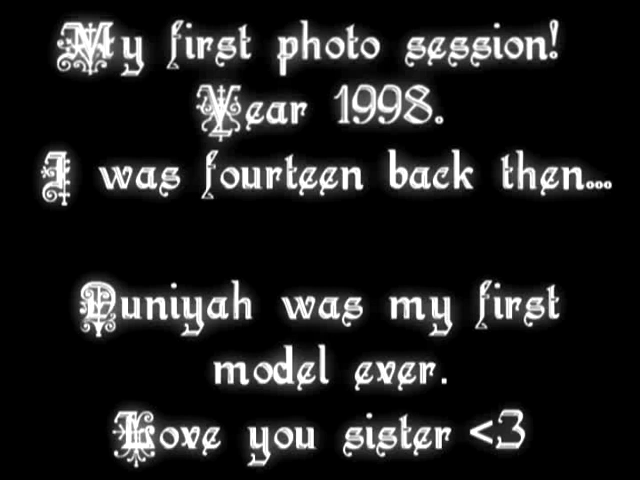 My first photo session!
Year 1998.
I was fourteen back then...
Duniyah was my first
model ever.
Love you sister <3